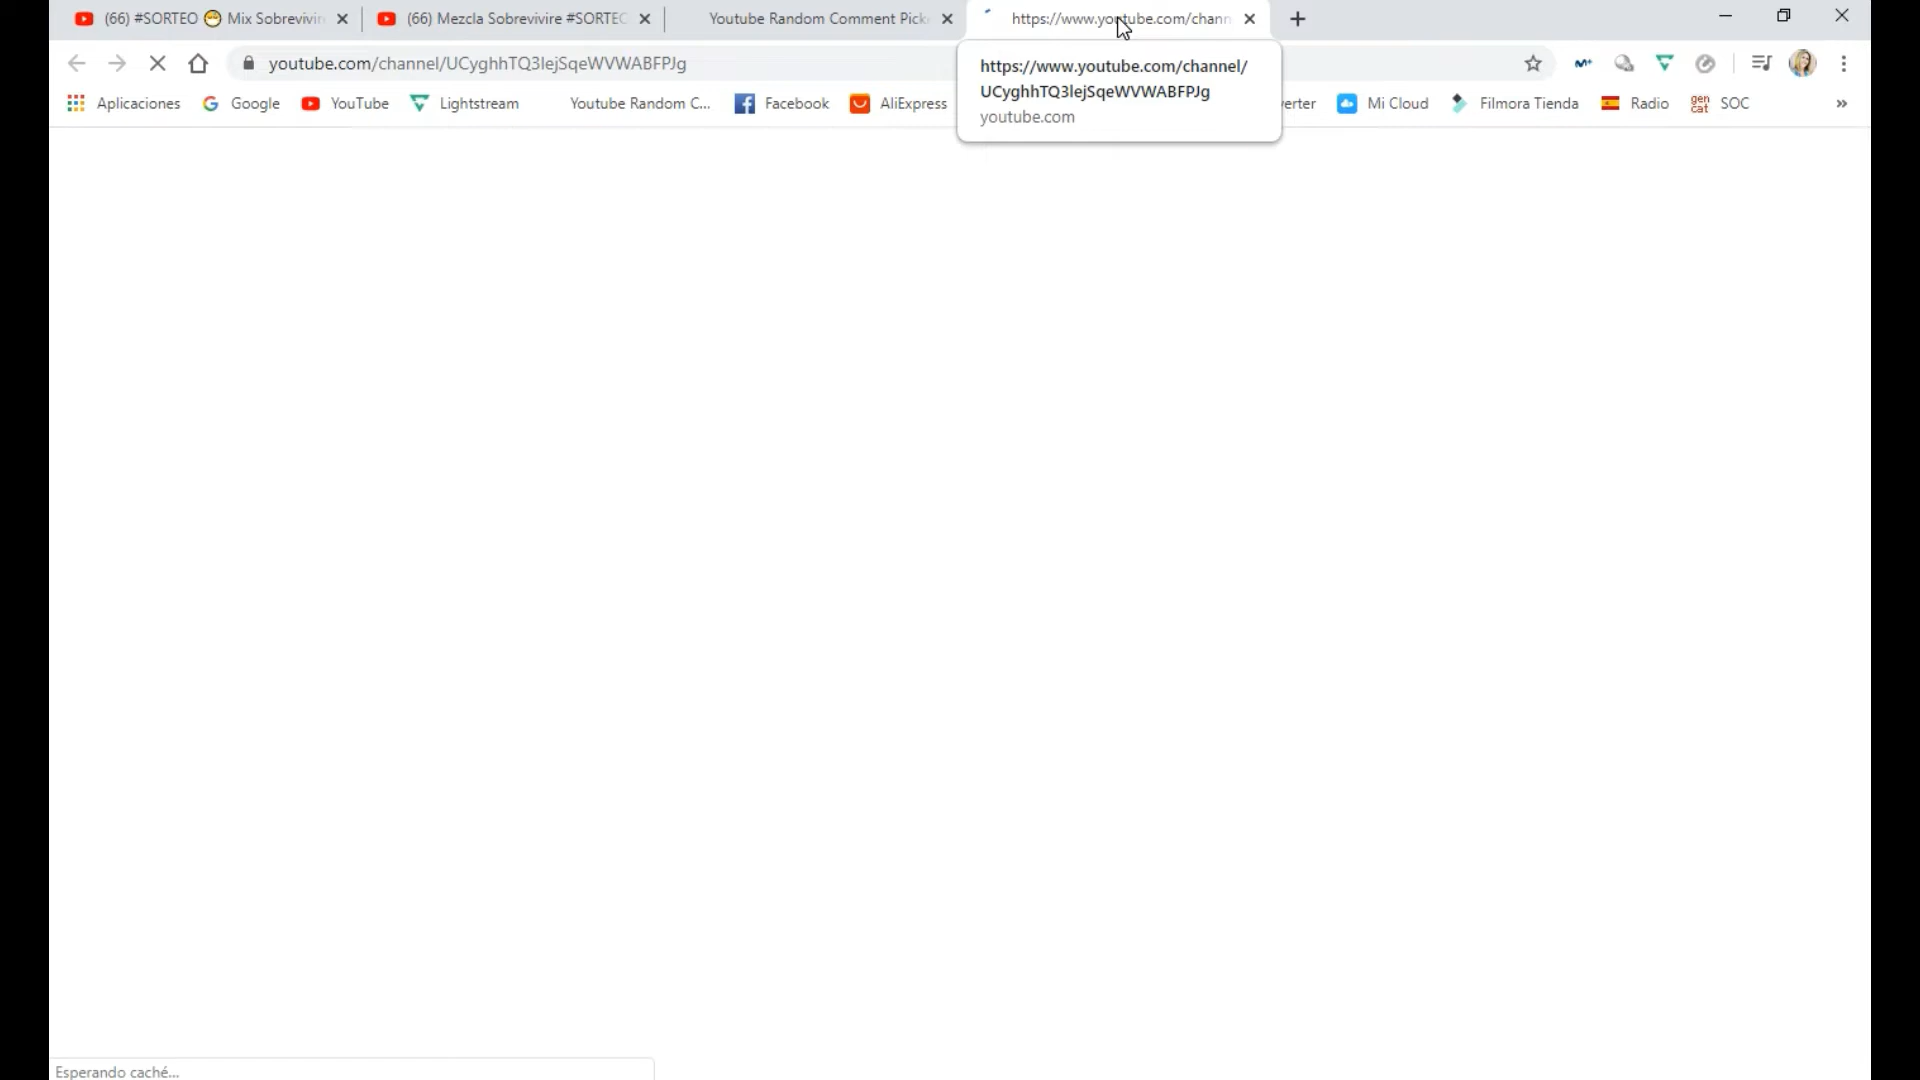 (66) #SORTEO 😁 Mix Sobrevivir
(66) Mezcla Sobrevivire #SORTEO
Youtube Random Comment Pick
https://www.youtube.com/chann
youtube.com/channel/UCyghhTQ3lejSqeWVWABFPJg
https://www.youtube.com/channel/
UCyghhTQ3lejSqeWVWABFPJg
youtube.com
Aplicaciones
Google
YouTube
Lightstream
Youtube Random C...
Facebook
AliExpress
erter
Mi Cloud
Filmora Tienda
Radio
gen
cat
SOC
»
Esperando caché...